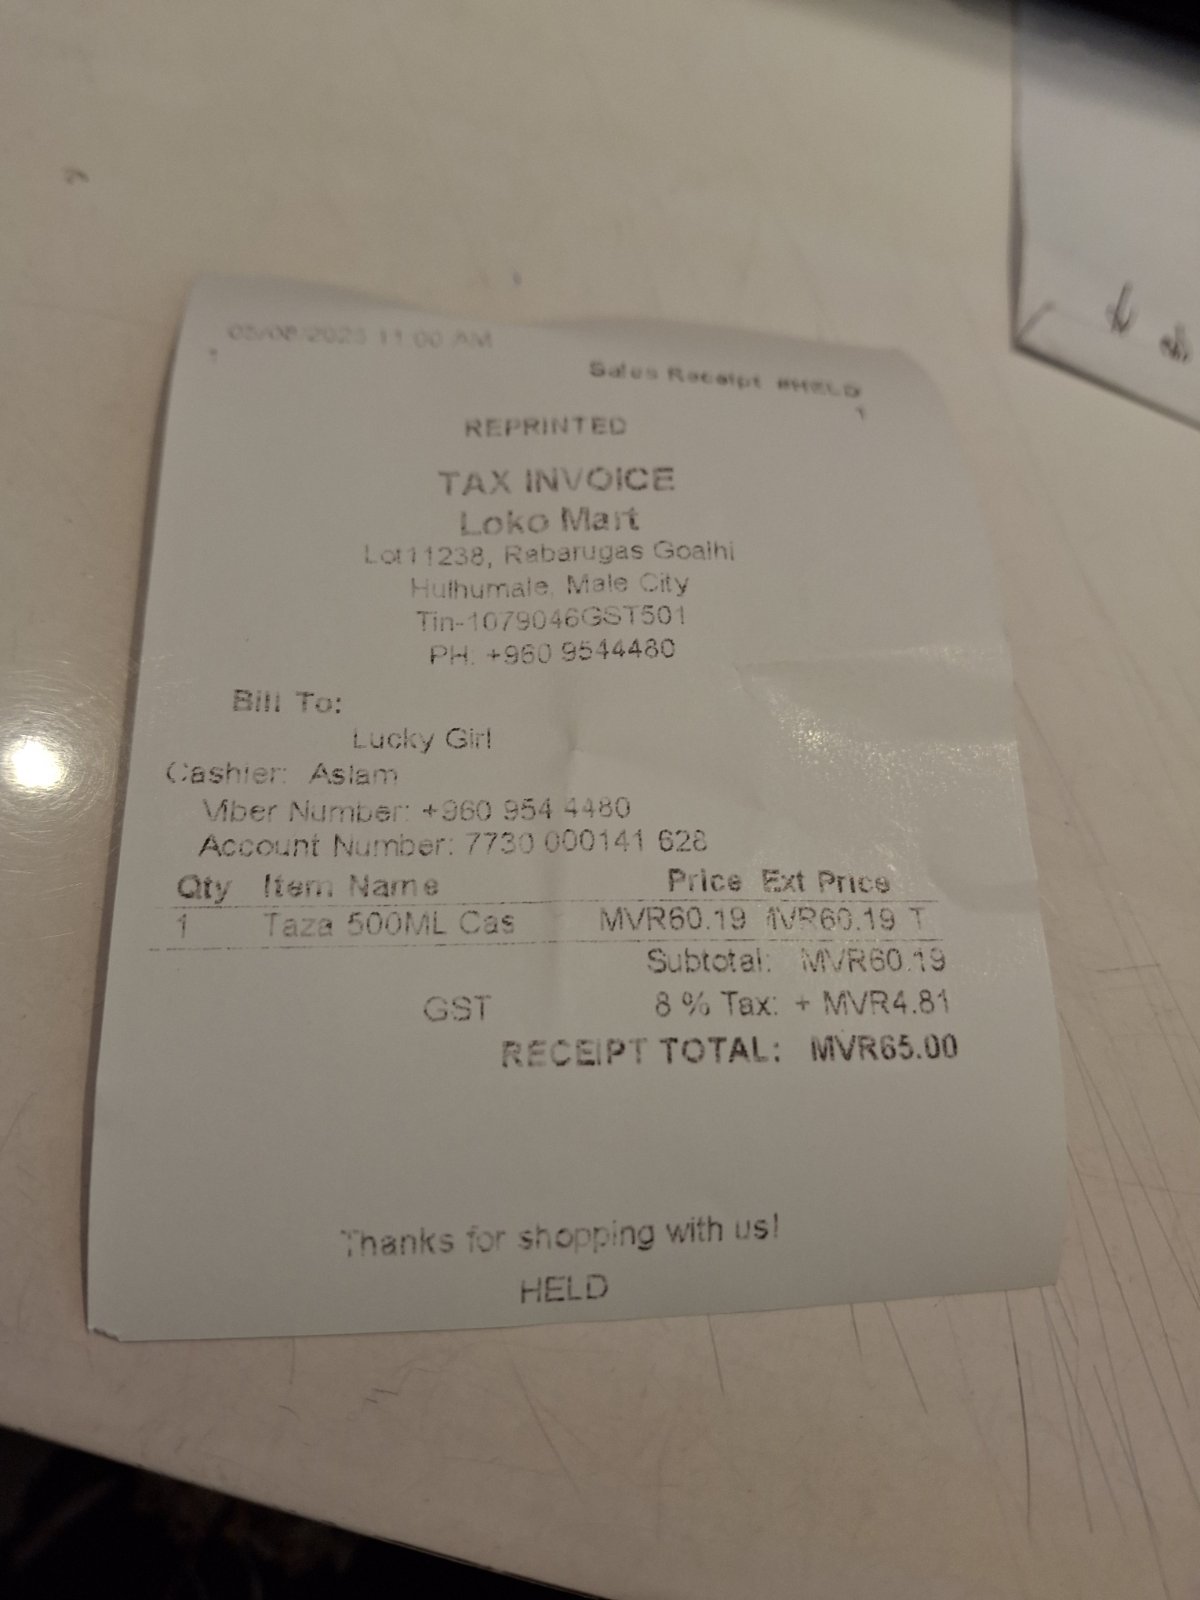 11:00 AM
1
Sales Receipt #HELD
1
REPRINTED
TAX INVOICE
Loko Mart
Lot11238, Rabarugas Goalhi
Hulhumale, Male City
Tin-1079046GST501
PH: +960 9544480
Bill To:
Lucky Girl
Cashier: Aslam
Viber Number: +960 954 4480
Account Number: 7730 000141 628
Qty Item Name Price Ext Price
1 Taza 500ML Cas MVR60.19 MVR60.19 T
Subtotal: MVR60.19
GST 8 % Tax: + MVR4.81
RECEIPT TOTAL: MVR65.00
Thanks for shopping with us!
HELD